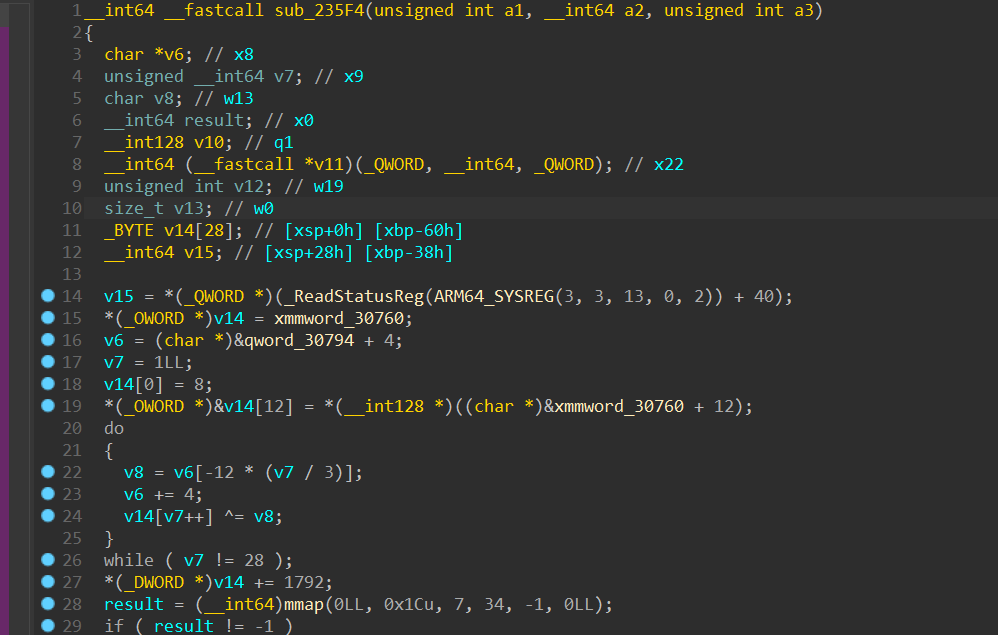 1 __int64 __fastcall sub_235F4(unsigned int a1, __int64 a2, unsigned int a3)
2 {
3   char *v6; // x8
4   unsigned __int64 v7; // x9
5   char v8; // w13
6   __int64 result; // x0
7   __int128 v10; // q1
8   __int64 (__fastcall *v11)(_QWORD, __int64, _QWORD); // x22
9   unsigned int v12; // w19
10   size_t v13; // w0
11   _BYTE v14[28]; // [xsp+0h] [xbp-60h]
12   __int64 v15; // [xsp+28h] [xbp-38h]
13
14   v15 = *(_QWORD *)(_ReadStatusReg(ARM64_SYSREG(3, 3, 13, 0, 2)) + 40);
15   *(_OWORD *)v14 = xmmword_30760;
16   v6 = (char *)&qword_30794 + 4;
17   v7 = 1LL;
18   v14[0] = 8;
19   *(_OWORD *)&v14[12] = *(__int128 *)((char *)&xmmword_30760 + 12);
20   do
21   {
22     v8 = v6[-12 * (v7 / 3)];
23     v6 += 4;
24     v14[v7++] ^= v8;
25   }
26   while ( v7 != 28 );
27   *(_DWORD *)v14 += 1792;
28   result = (__int64)mmap(0LL, 0x1Cu, 7, 34, -1, 0LL);
29   if ( result != -1 )